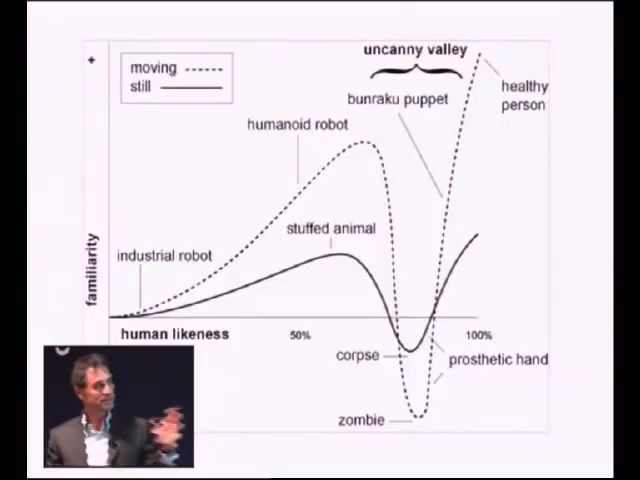 uncanny valley
+
moving
still
bunraku puppet
healthy
person
humanoid robot
stuffed animal
industrial robot
familiarity
human likeness
50%
100%
corpse
prosthetic hand
zombie